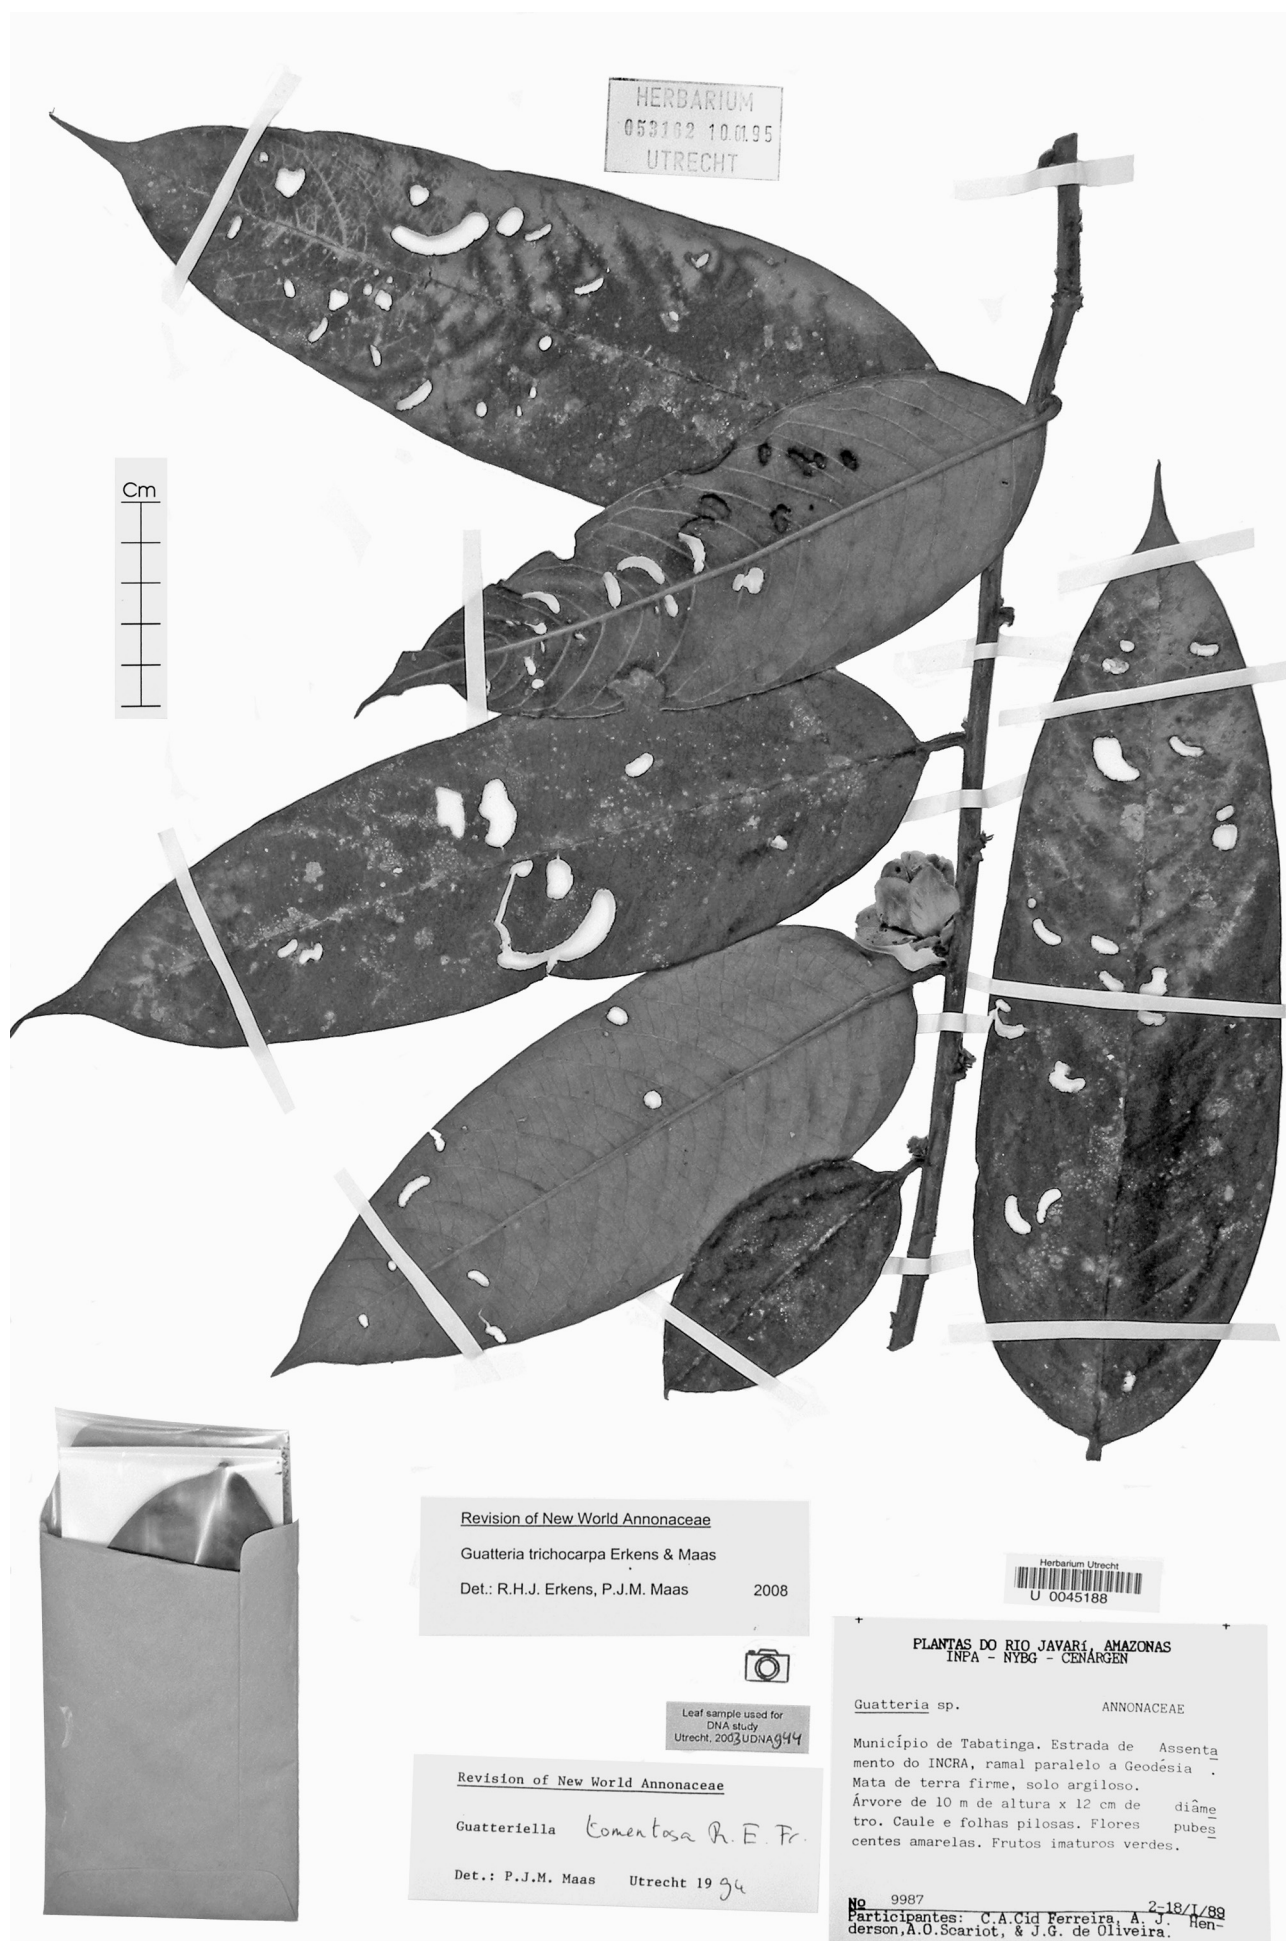 HERBARIUM
053162 10.01.95
UTRECHT
Cm
Revision of New World Annonaceae
Guatteria trichocarpa Erkens & Maas
Det.: R.H.J. Erkens, P.J.M. Maas 2008
Herbarium Utrecht
U 0045188
Leaf sample used for
DNA study
Utrecht, 2003UDNA944
Revision of New World Annonaceae
Guatteriella tomentosa R. E. Fr.
Det.: P.J.M. Maas Utrecht 1994
PLANTAS DO RIO JAVARí, AMAZONAS
INPA - NYBG - CENARGEN
Guatteria sp. ANNONACEAE
Município de Tabatinga. Estrada de Assenta
mento do INCRA, ramal paralelo a Geodésia .
Mata de terra firme, solo argiloso.
Árvore de 10 m de altura x 12 cm de diâme
tro. Caule e folhas pilosas. Flores pubes
centes amarelas. Frutos imaturos verdes.
No 9987 2-18/I/89
Participantes: C.A.Cid Ferreira, A. J. Hen-
derson,A.O.Scariot, & J.G. de Oliveira.